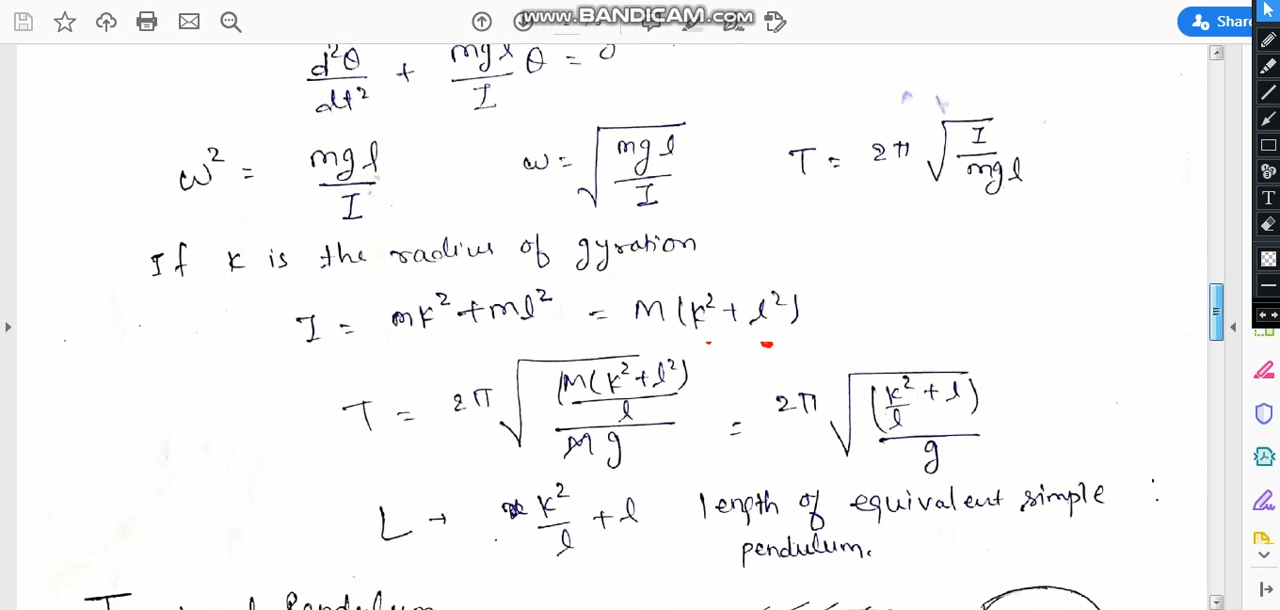 www.BANDICAM.com
Share
d²θ/dt² + mgl/I θ = 0
ω² = mgl/I    ω = √(mgl/I)    T = 2π √(I/mgl)
If K is the radius of gyration
I = mk² + ml² = M(k² + l²)
T = 2π √((M(k² + l²)/l)/Mg) = 2π √((k²/l + l)/g)
L → k²/l + l length of equivalent simple :
pendulum.
Pendulum